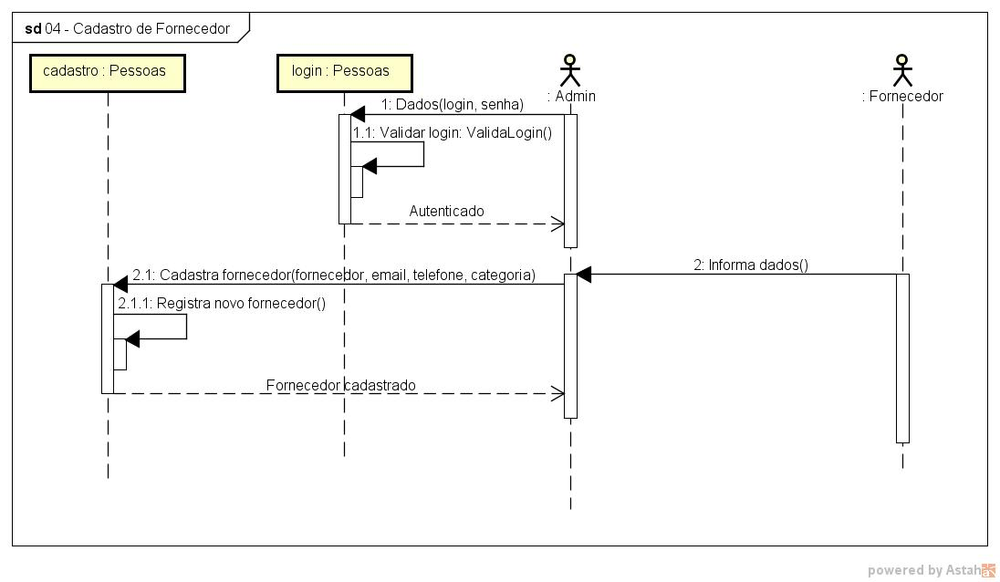 sd 04 - Cadastro de Fornecedor
cadastro : Pessoas
login : Pessoas
: Admin
: Fornecedor
1: Dados(login, senha)
1.1: Validar login: ValidaLogin()
Autenticado
2: Informa dados()
2.1: Cadastra fornecedor(fornecedor, email, telefone, categoria)
2.1.1: Registra novo fornecedor()
Fornecedor cadastrado
powered by Astah